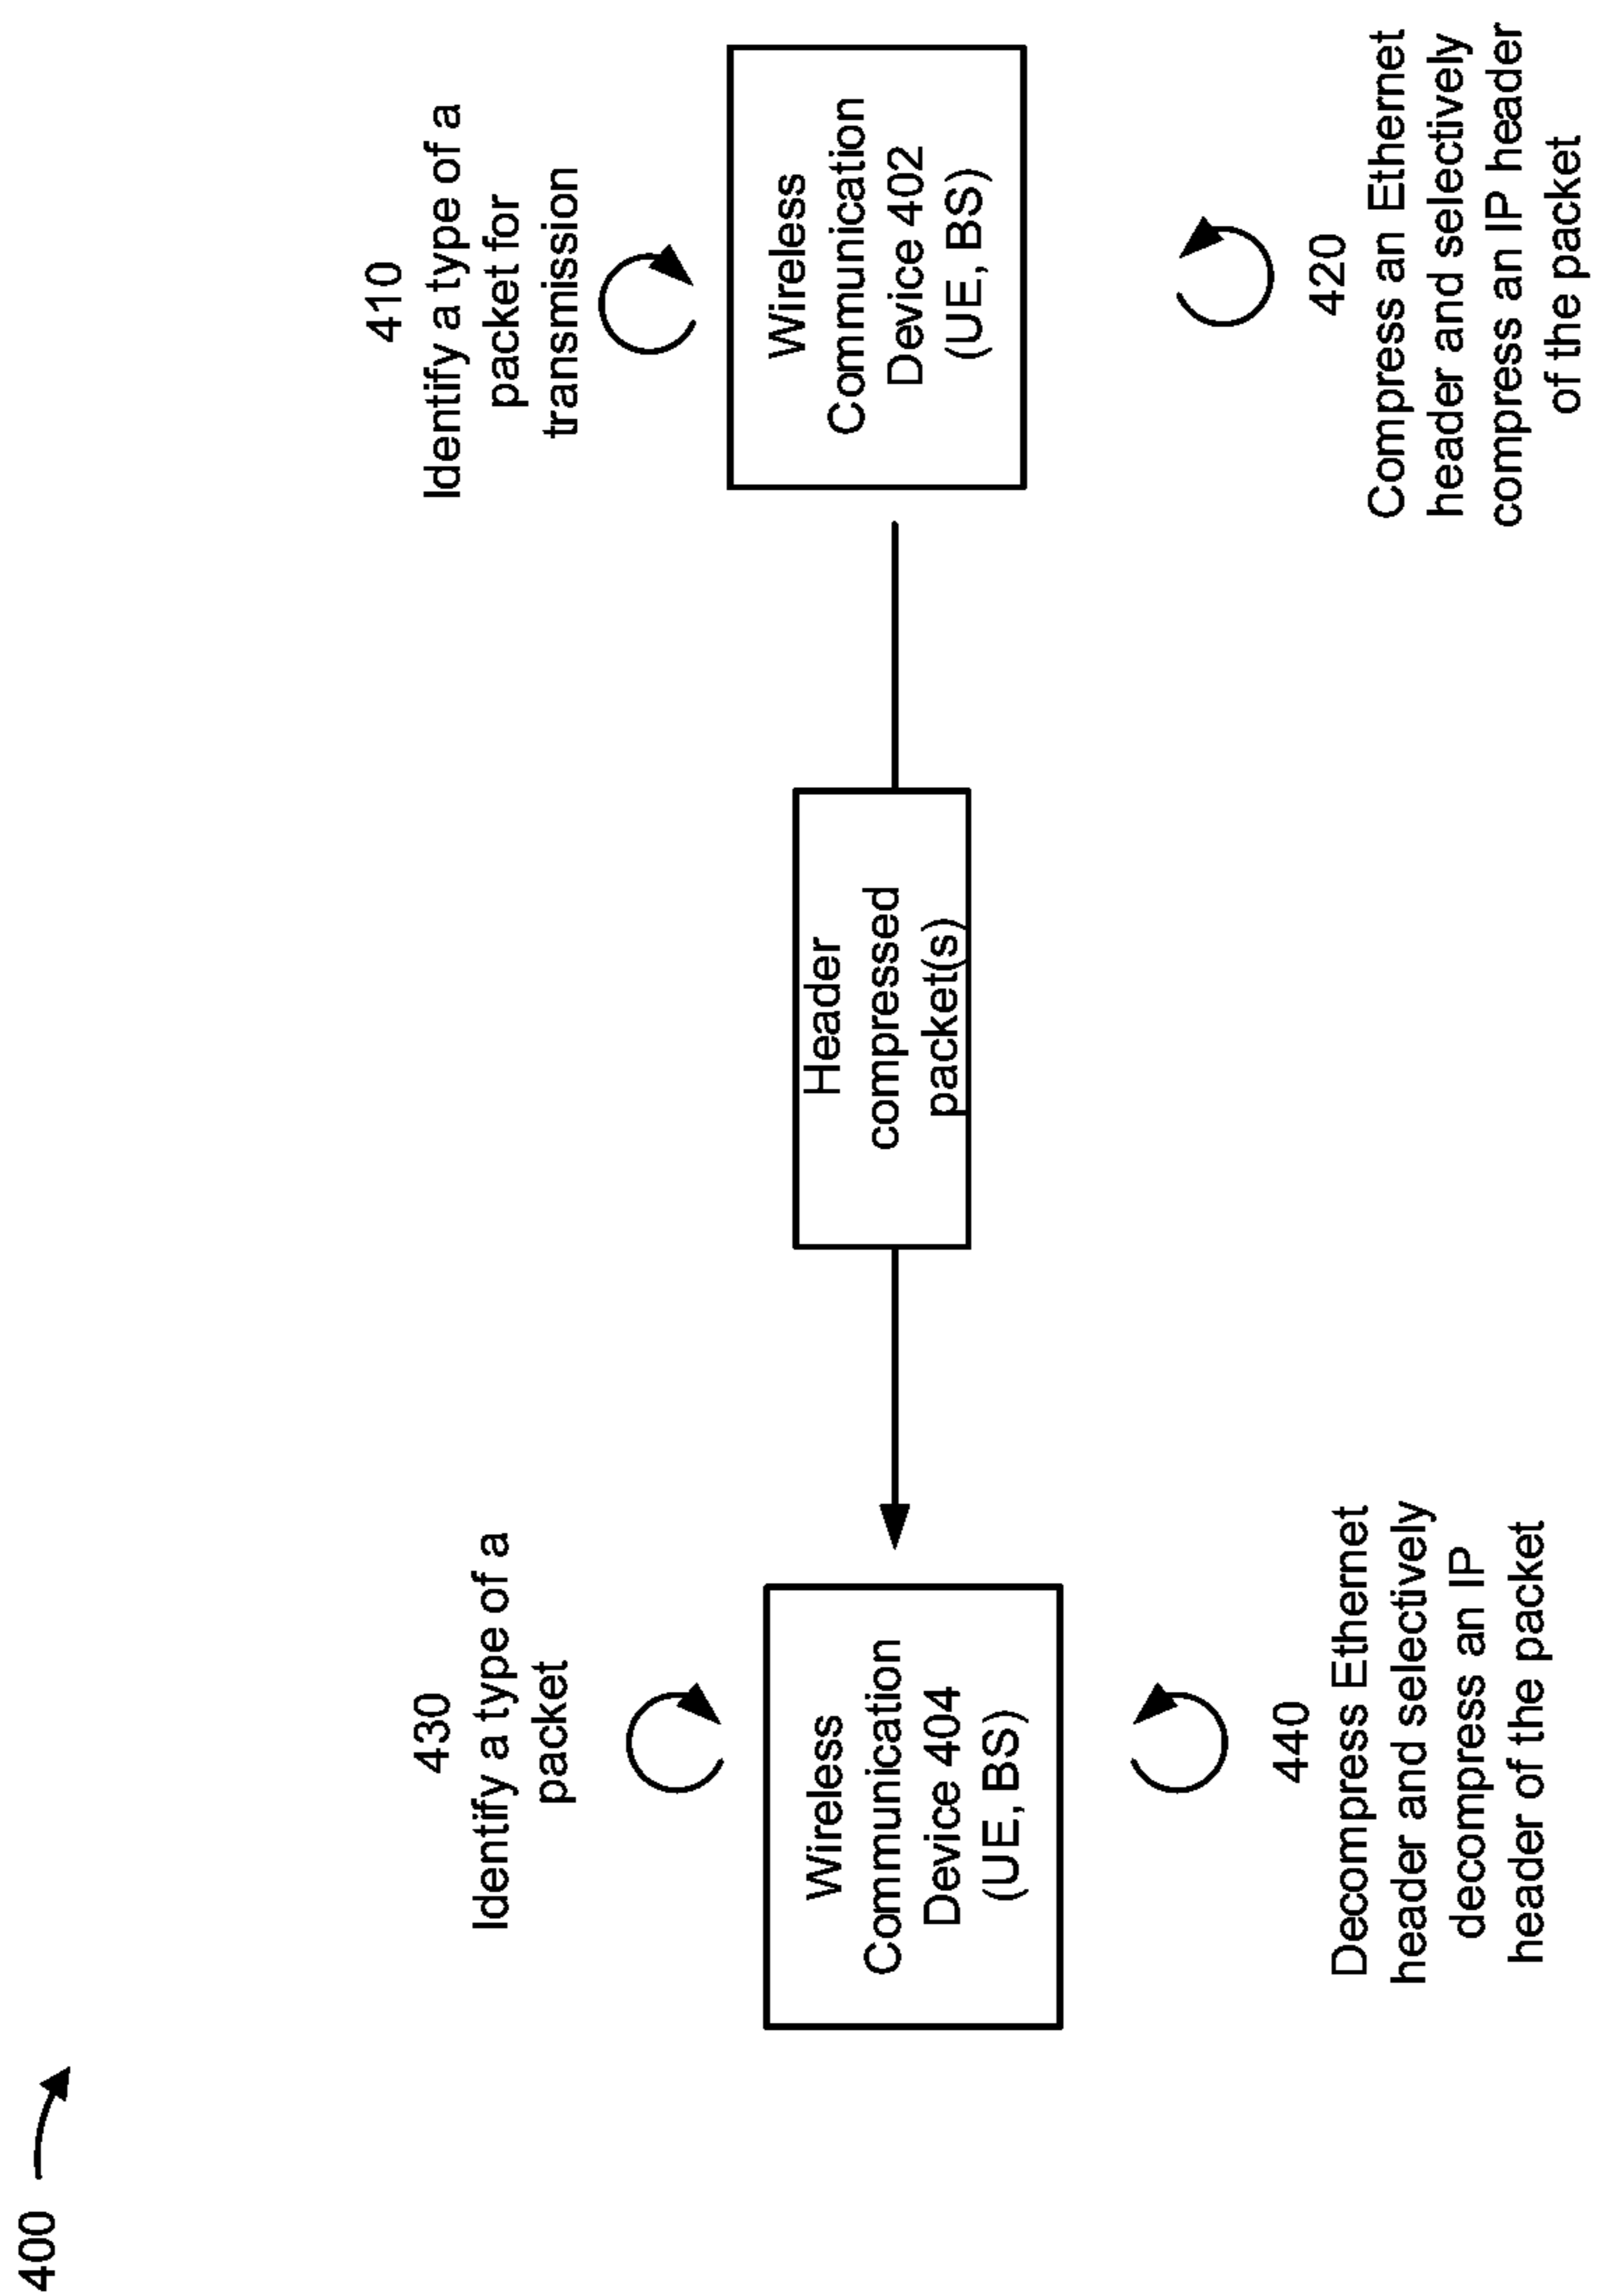 400
410
Identify a type of a
packet for
transmission
Wireless
Communication
Device 402
(UE, BS)
420
Compress an Ethernet
header and selectively
compress an IP header
of the packet
Header
compressed
packet(s)
430
Identify a type of a
packet
Wireless
Communication
Device 404
(UE, BS)
440
Decompress Ethernet
header and selectively
decompress an IP
header of the packet